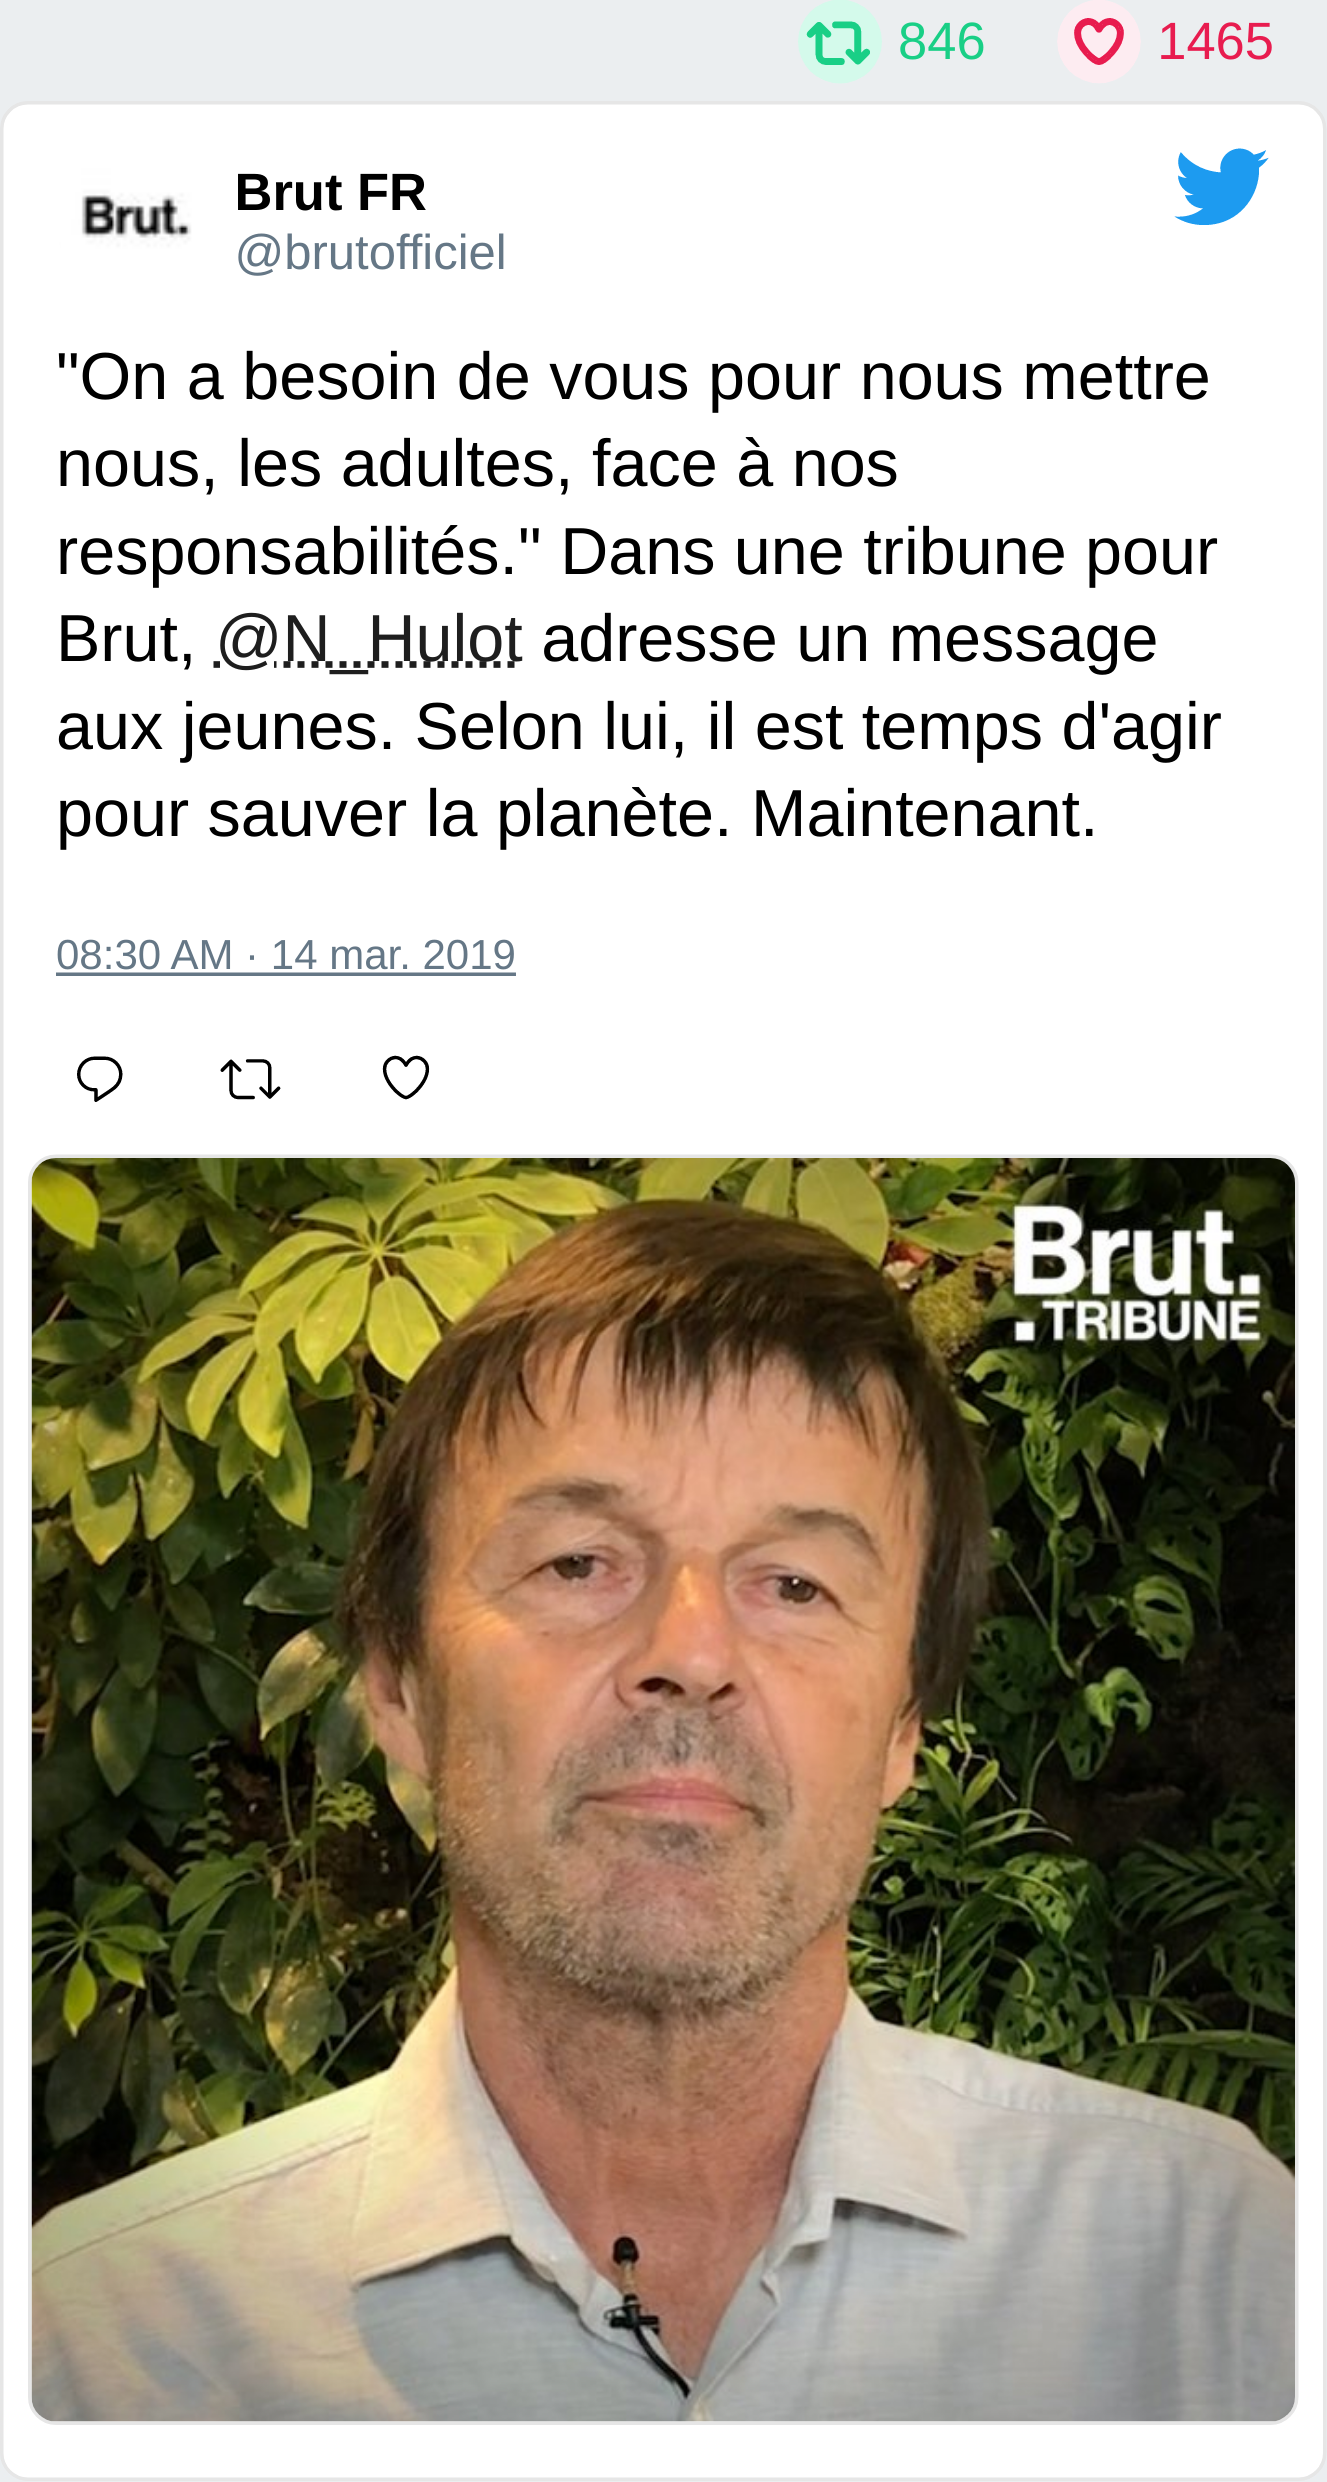 846 1465
Brut.
Brut FR
@brutofficiel
"On a besoin de vous pour nous mettre
nous, les adultes, face à nos
responsabilités." Dans une tribune pour
Brut, @N_Hulot adresse un message
aux jeunes. Selon lui, il est temps d'agir
pour sauver la planète. Maintenant.
08:30 AM · 14 mar. 2019
Brut.
.TRIBUNE